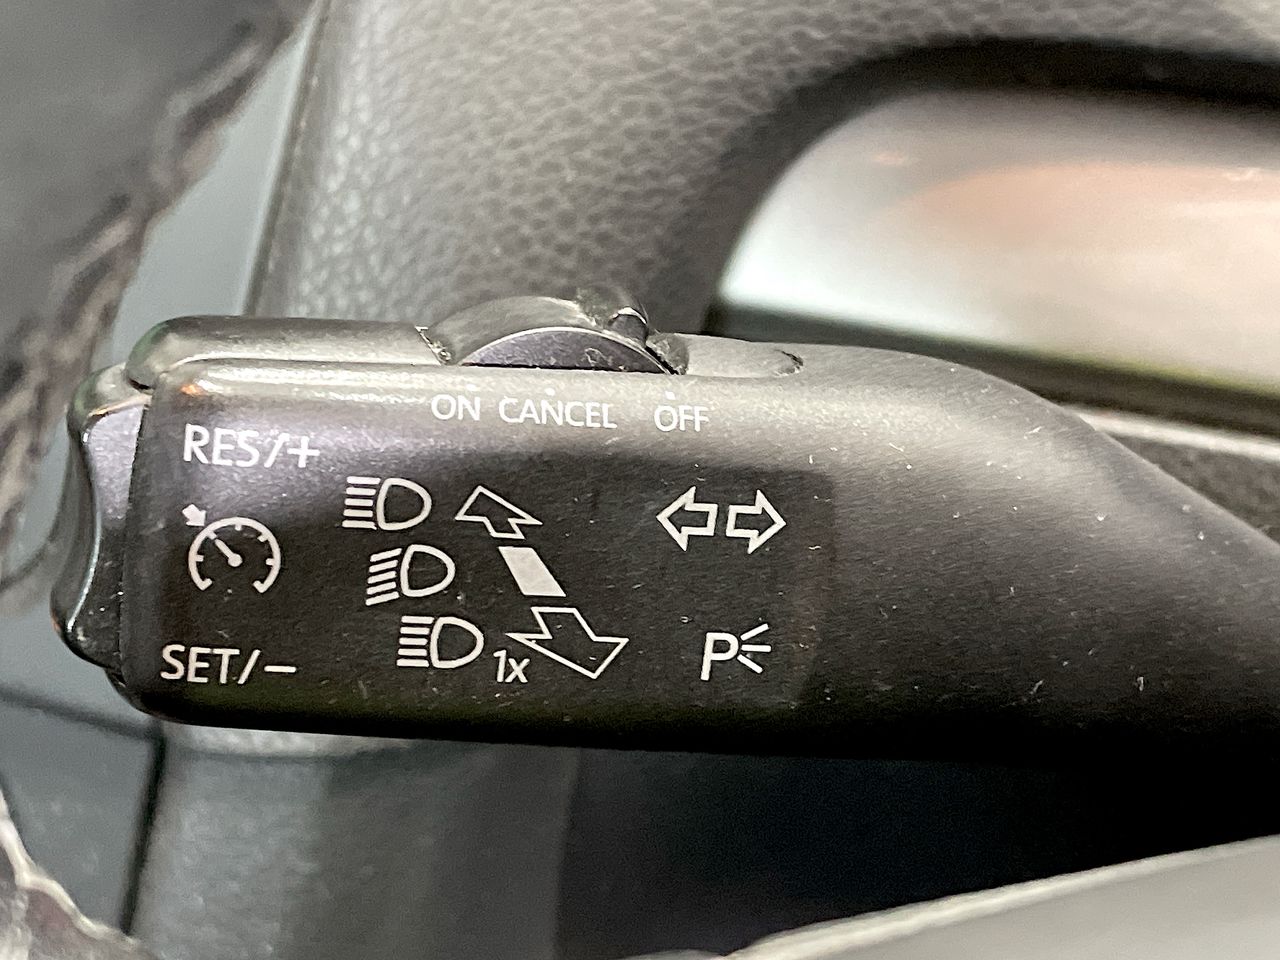 ON CANCEL OFF
RES/+
1x
SET/−
P